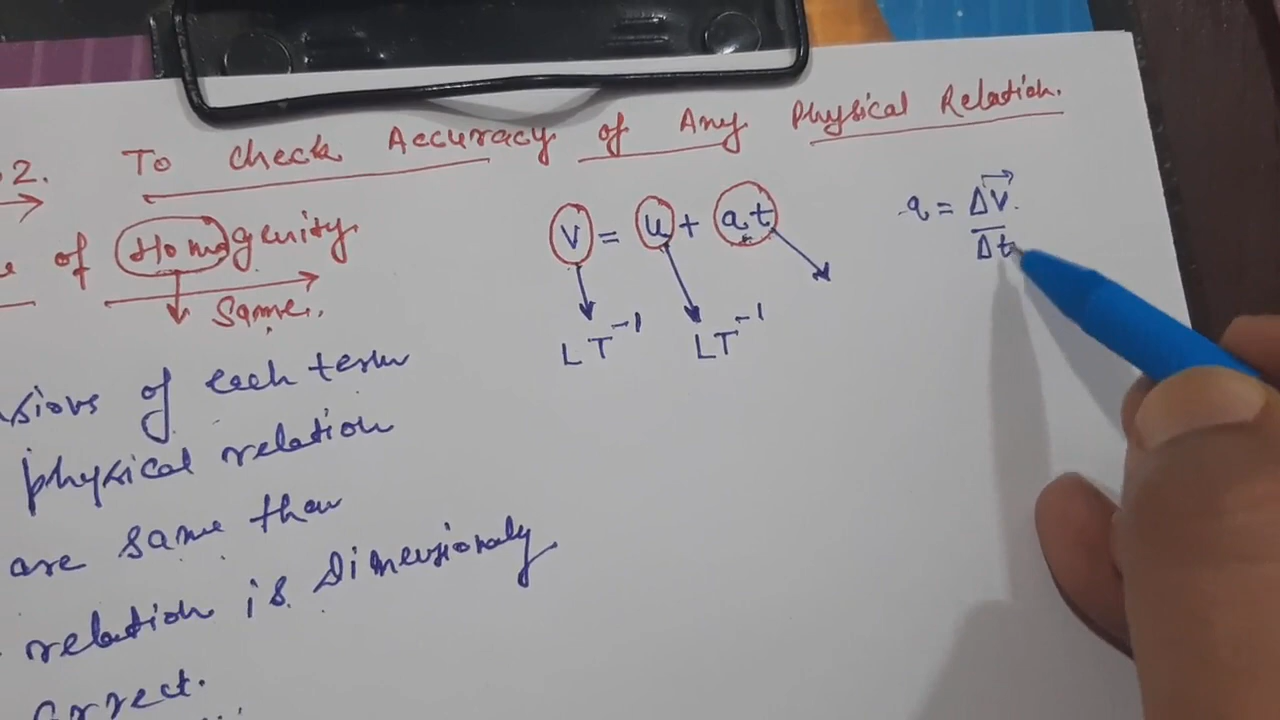 2. To Check Accuracy of Any Physical Relation.
of Homogenuity
Same.
V = u + at
LT⁻¹ LT⁻¹
a = ΔV⃗
Δt
of each term
physical relation
are same then
relation is Dimensionaly
correct.